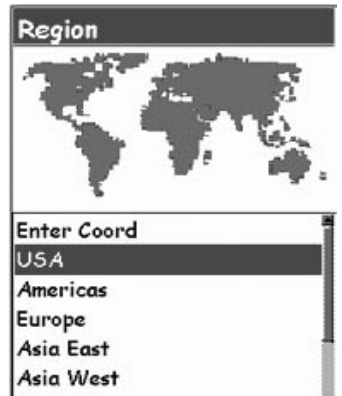 Region
Enter Coord
USA
Americas
Europe
Asia East
Asia West